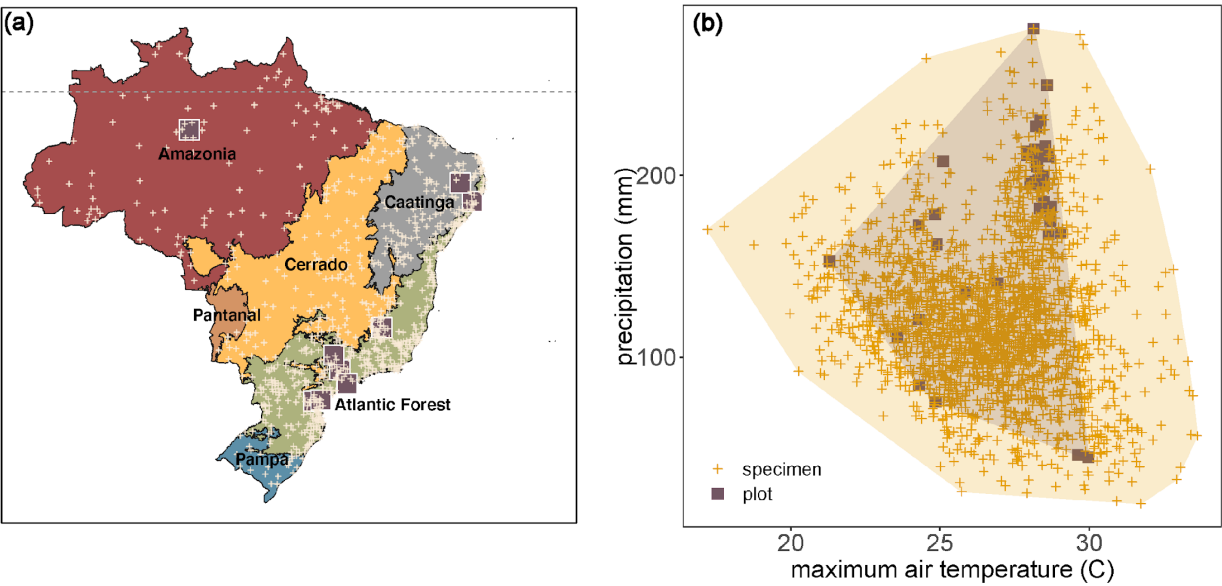 (a)
Amazonia
Caatinga
Cerrado
Pantanal
Atlantic Forest
Pampa
(b)
200
100
precipitation (mm)
specimen
plot
20
25
30
maximum air temperature (C)